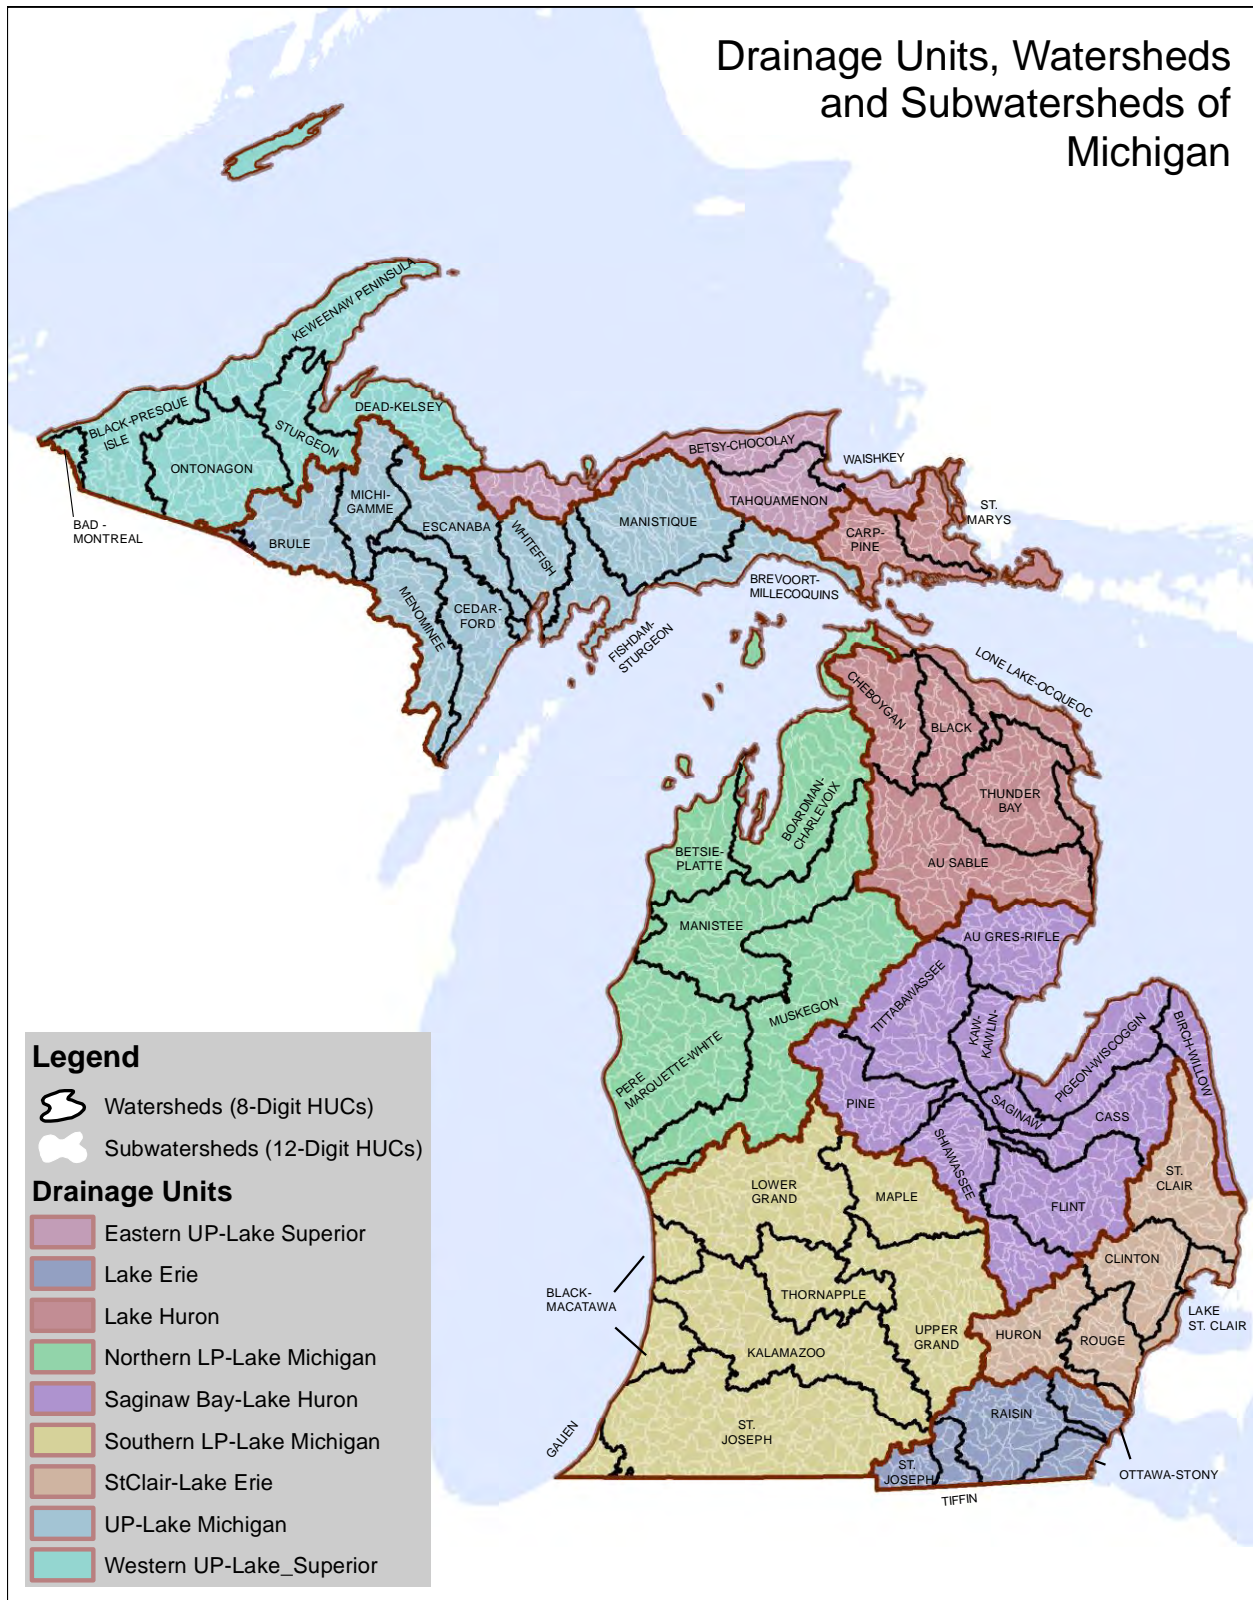 Drainage Units, Watersheds
and Subwatersheds of
Michigan
KEWEENAW PENINSULA
BLACK-PRESQUE
ISLE
DEAD-KELSEY
STURGEON
ONTONAGON
BETSY-CHOCOLAY
WAISHKEY
TAHQUAMENON
ST.
MARYS
MICHI-
GAMME
ESCANABA
WHITEFISH
MANISTIQUE
CARP-
PINE
BAD -
MONTREAL
BRULE
BREVOORT-
MILLECOQUINS
MENOMINEE
CEDAR-
FORD
FISHDAM-
STURGEON
LONE LAKE-OCQUEOC
CHEBOYGAN
BLACK
THUNDER
BAY
BOARDMAN-
CHARLEVOIX
BETSIE-
PLATTE
AU SABLE
MANISTEE
AU GRES-RIFLE
TITTABAWASSEE
MUSKEGON
KAW-
KAWLIN-
PIGEON-WISCOGGIN
BIRCH-WILLOW
PERE
MARQUETTE-WHITE
PINE
SAGINAW
CASS
SHIAWASSEE
ST.
CLAIR
LOWER
GRAND
MAPLE
FLINT
CLINTON
BLACK-
MACATAWA
THORNAPPLE
LAKE
ST. CLAIR
UPPER
GRAND
HURON
ROUGE
KALAMAZOO
RAISIN
GALIEN
ST.
JOSEPH
ST.
JOSEPH
OTTAWA-STONY
TIFFIN
Legend
Watersheds (8-Digit HUCs)
Subwatersheds (12-Digit HUCs)
Drainage Units
Eastern UP-Lake Superior
Lake Erie
Lake Huron
Northern LP-Lake Michigan
Saginaw Bay-Lake Huron
Southern LP-Lake Michigan
StClair-Lake Erie
UP-Lake Michigan
Western UP-Lake_Superior